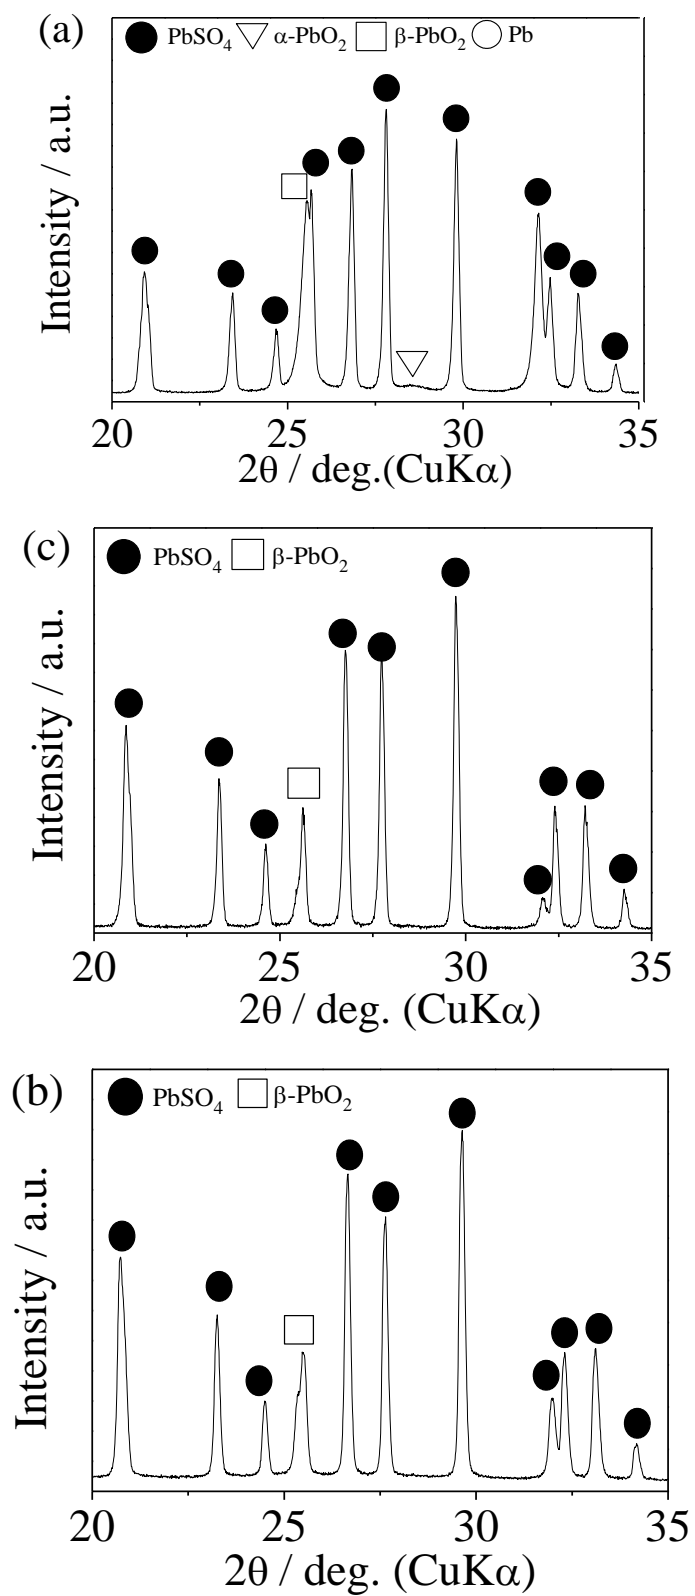 (a)
PbSO₄ α-PbO₂ β-PbO₂ Pb
Intensity / a.u.
20 25 30 35
2θ / deg.(CuKα)
(c)
PbSO₄ β-PbO₂
Intensity / a.u.
20 25 30 35
2θ / deg. (CuKα)
(b)
PbSO₄ β-PbO₂
Intensity / a.u.
20 25 30 35
2θ / deg. (CuKα)